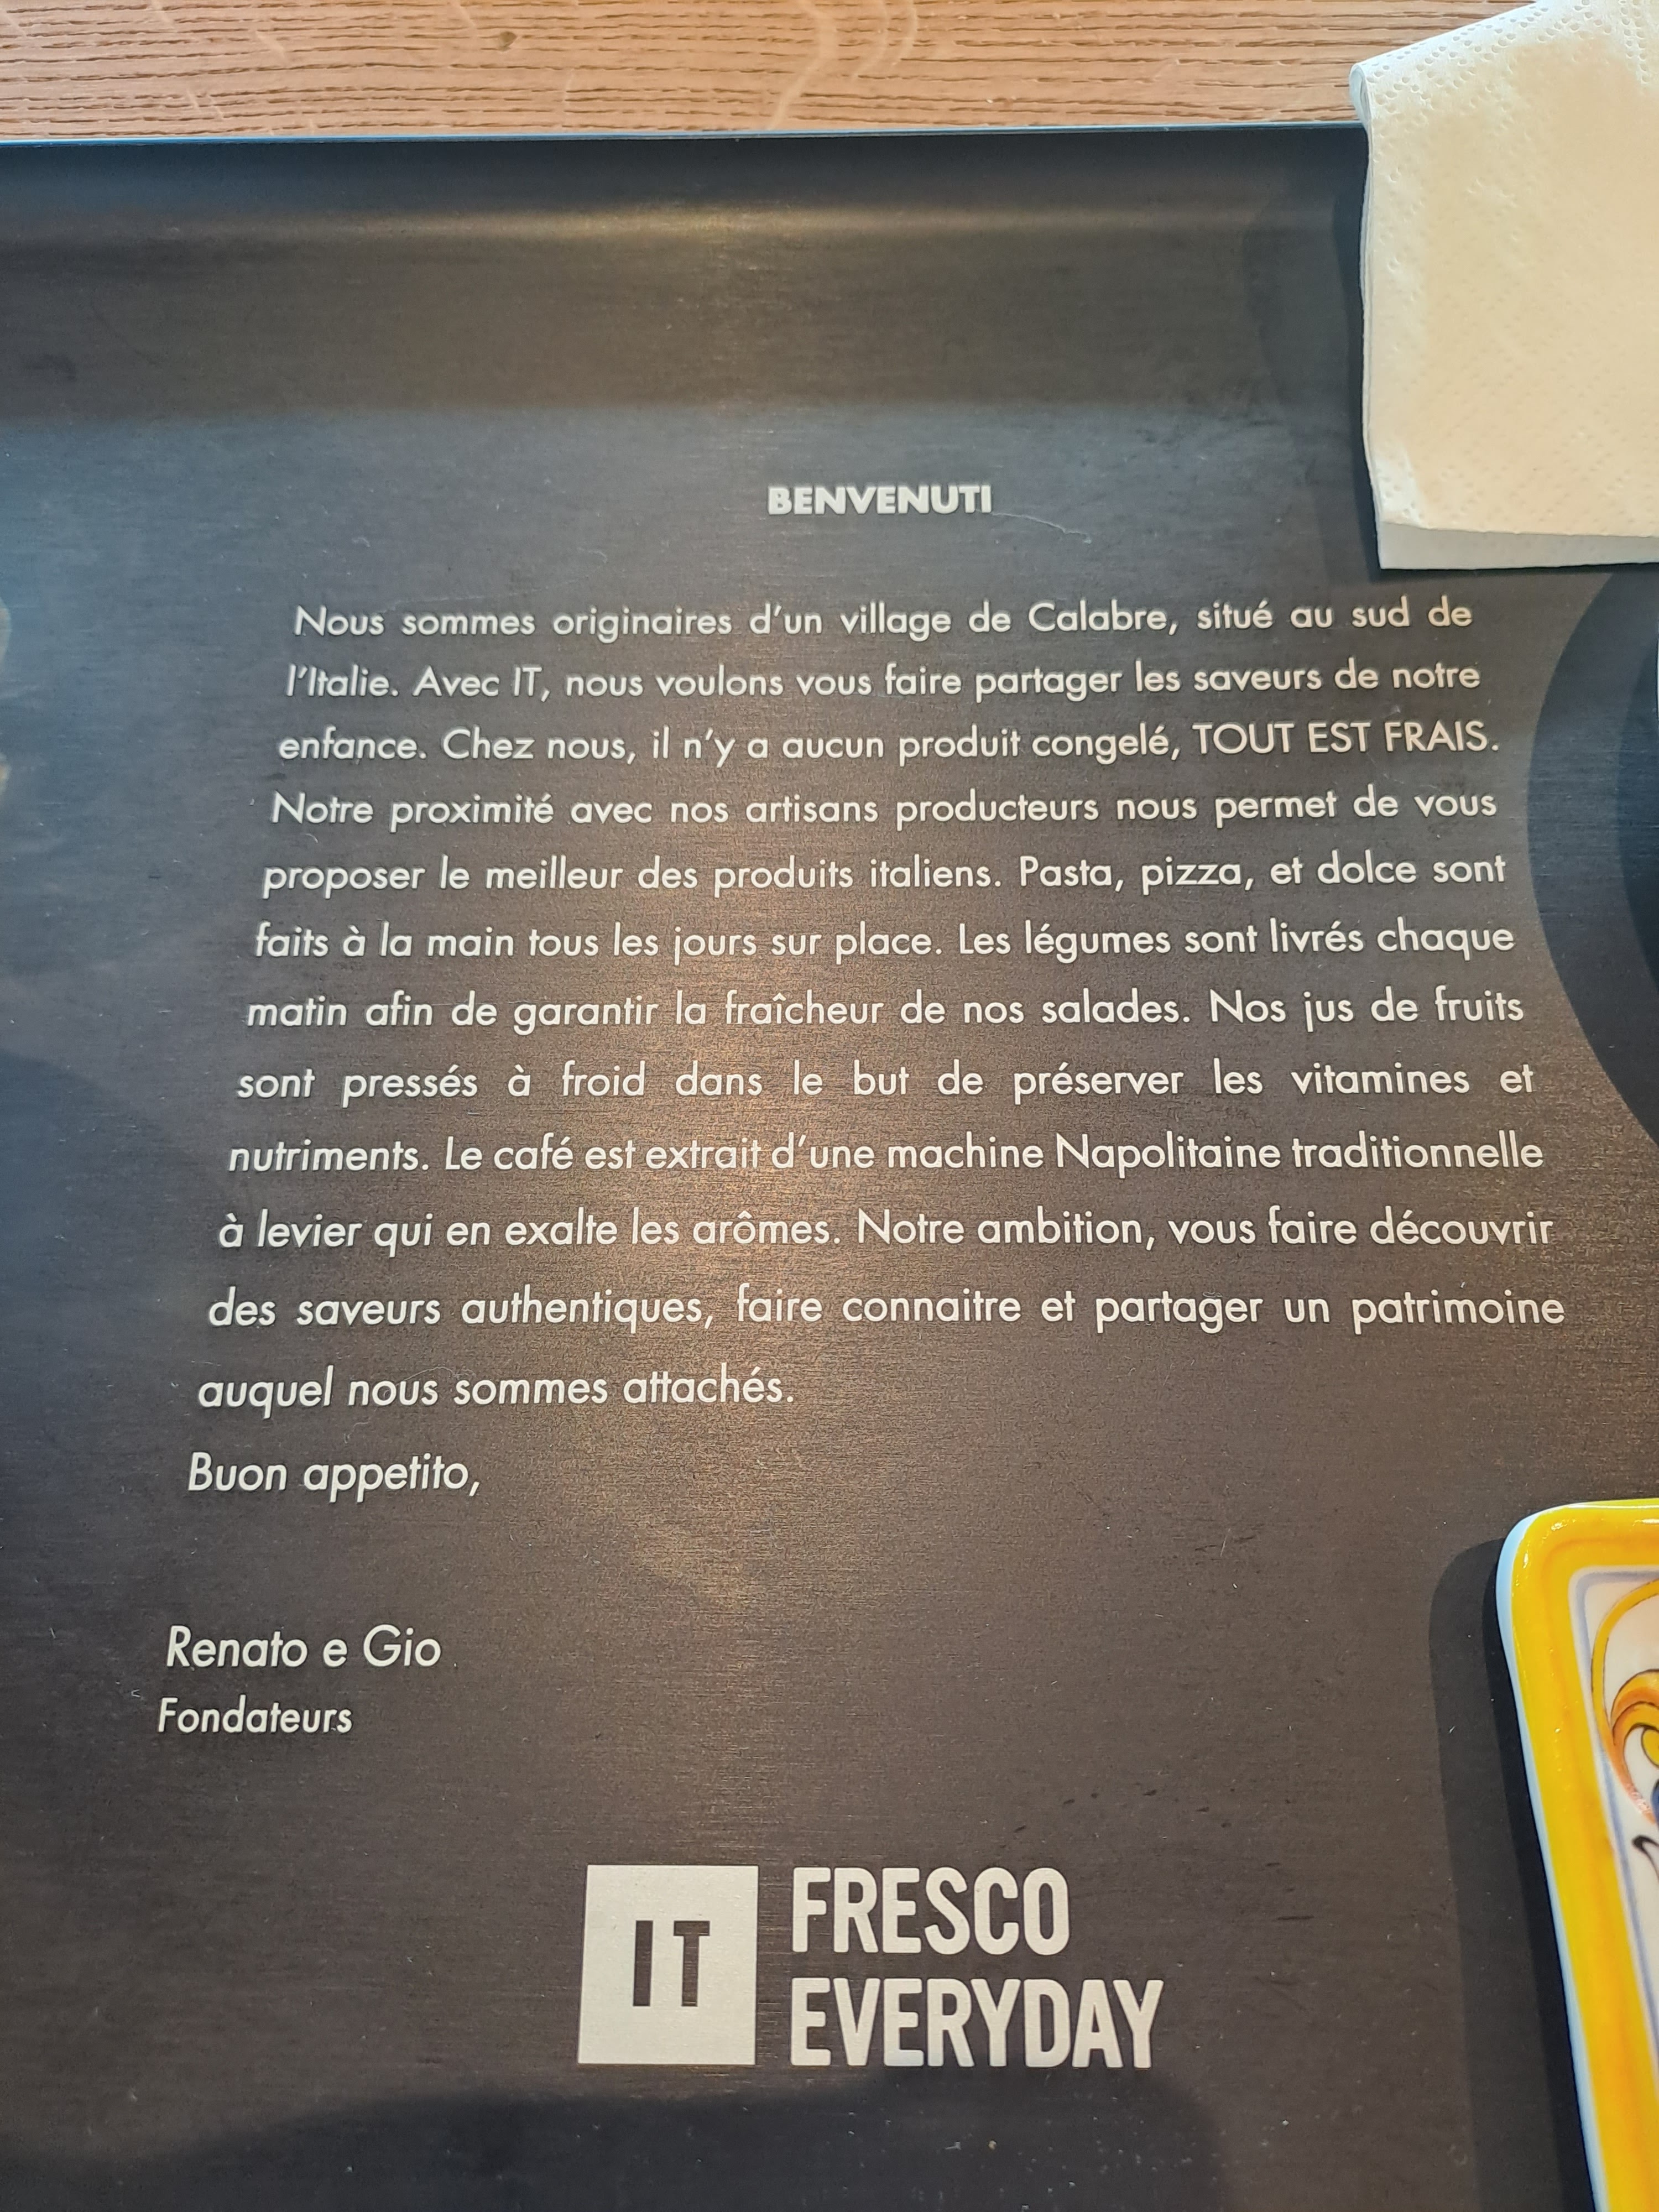 BENVENUTI
Nous sommes originaires d'un village de Calabre, situé au sud de
l'Italie. Avec IT, nous voulons vous faire partager les saveurs de notre
enfance. Chez nous, il n'y a aucun produit congelé, TOUT EST FRAIS.
Notre proximité avec nos artisans producteurs nous permet de vous
proposer le meilleur des produits italiens. Pasta, pizza, et dolce sont
faits à la main tous les jours sur place. Les légumes sont livrés chaque
matin afin de garantir la fraîcheur de nos salades. Nos jus de fruits
sont pressés à froid dans le but de préserver les vitamines et
nutriments. Le café est extrait d'une machine Napolitaine traditionnelle
à levier qui en exalte les arômes. Notre ambition, vous faire découvrir
des saveurs authentiques, faire connaitre et partager un patrimoine
auquel nous sommes attachés.
Buon appetito,
Renato e Gio
Fondateurs
IT
FRESCO
EVERYDAY